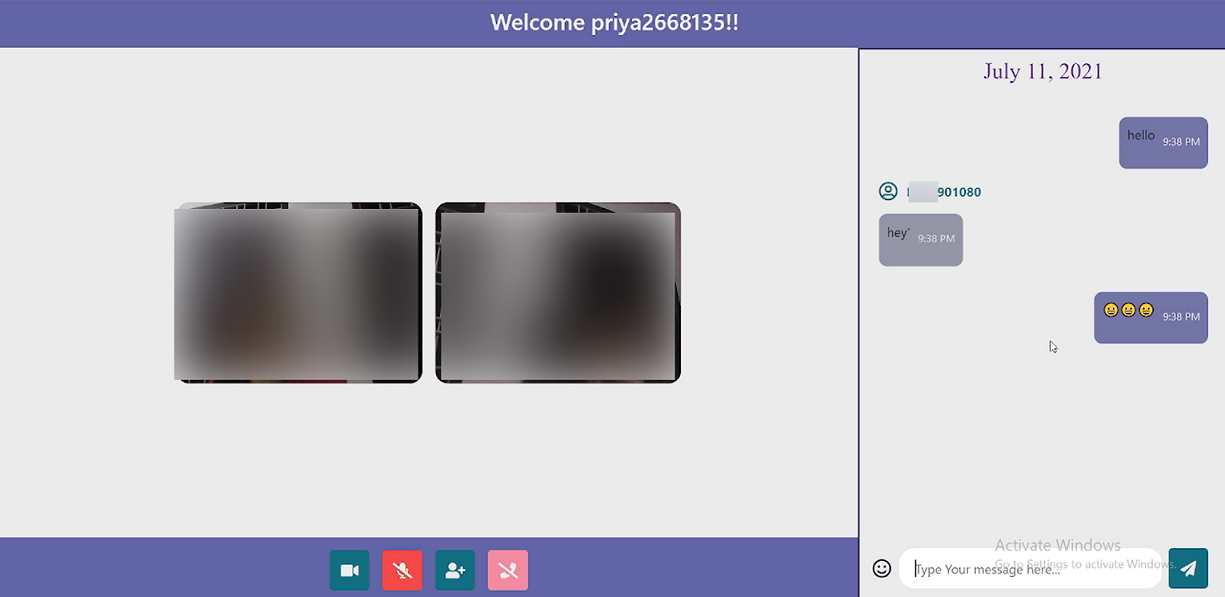 Welcome priya2668135!!
July 11, 2021
hello 9:38 PM
901080
hey' 9:38 PM
😀😀😀 9:38 PM
Activate Windows
Go to Settings to activate Windows.
Type Your message here...